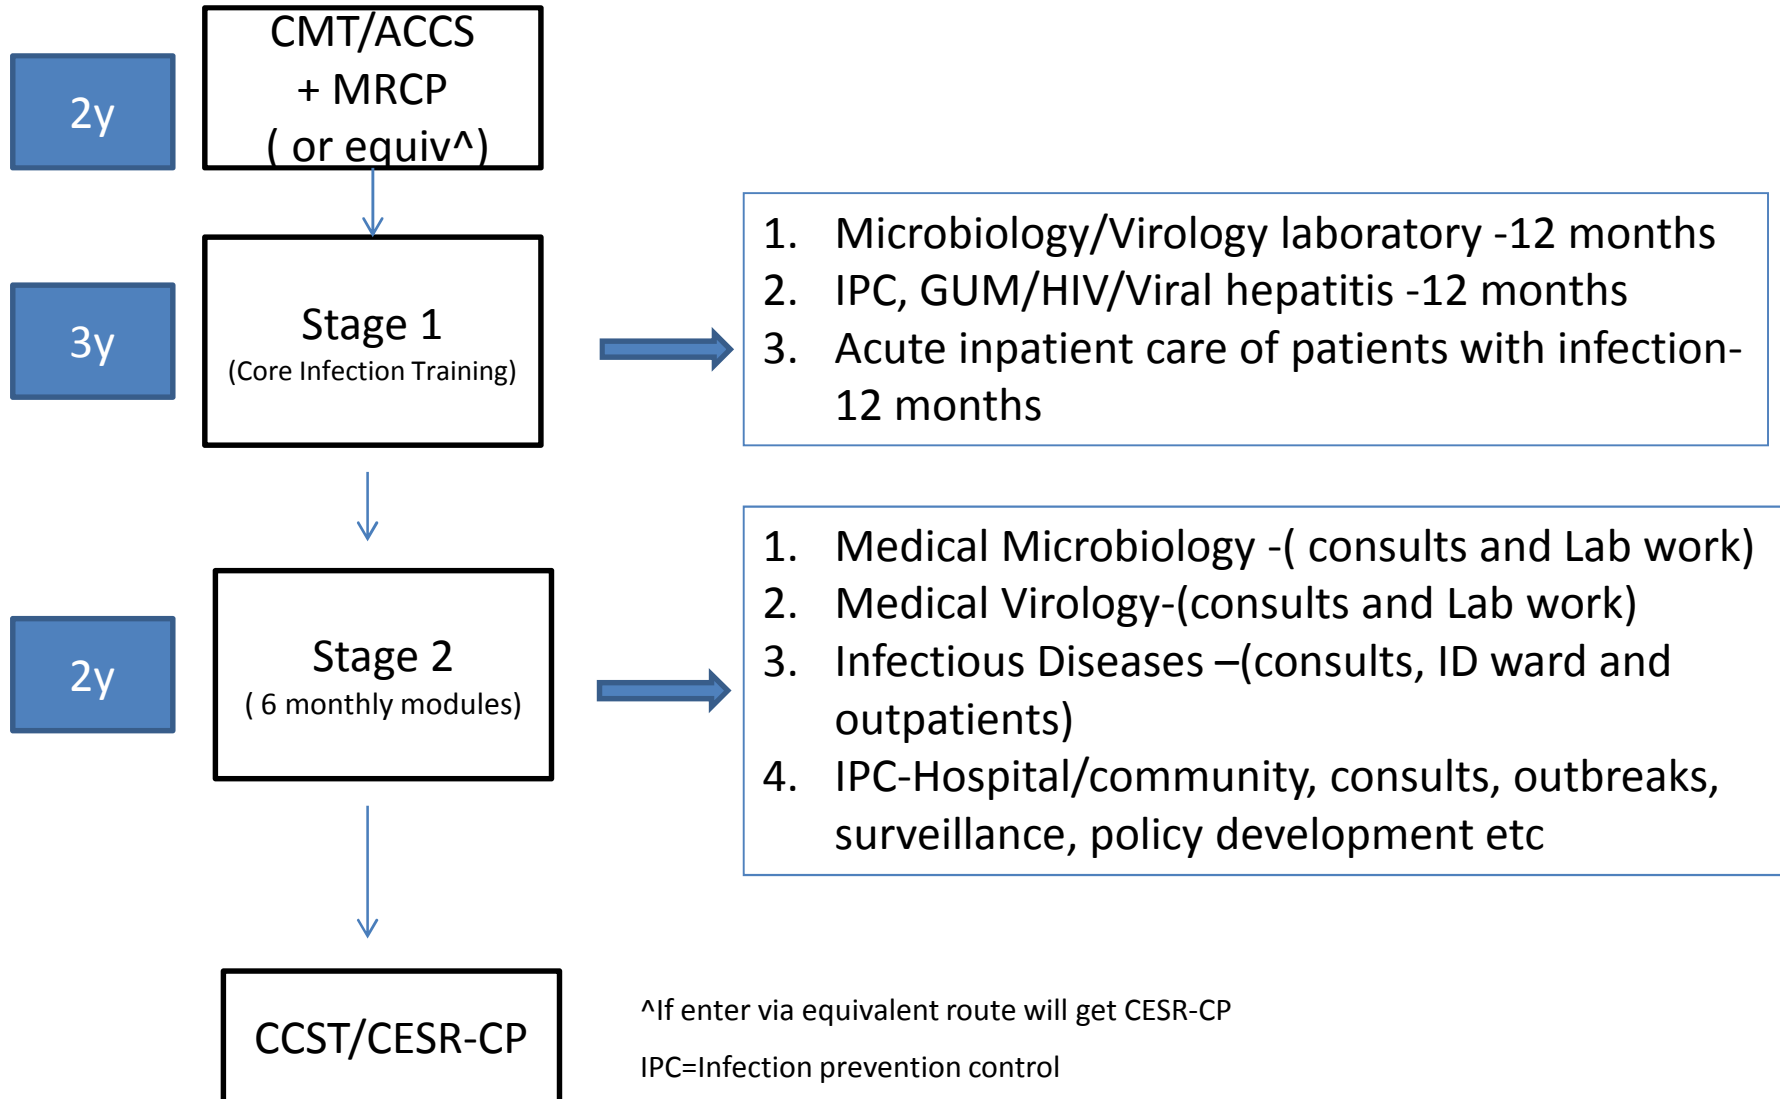 2y
CMT/ACCS
+ MRCP
( or equiv^)
3y
Stage 1
(Core Infection Training)
1. Microbiology/Virology laboratory -12 months
2. IPC, GUM/HIV/Viral hepatitis -12 months
3. Acute inpatient care of patients with infection-
12 months
2y
Stage 2
( 6 monthly modules)
1. Medical Microbiology -( consults and Lab work)
2. Medical Virology-(consults and Lab work)
3. Infectious Diseases –(consults, ID ward and
outpatients)
4. IPC-Hospital/community, consults, outbreaks,
surveillance, policy development etc
CCST/CESR-CP
^If enter via equivalent route will get CESR-CP
IPC=Infection prevention control